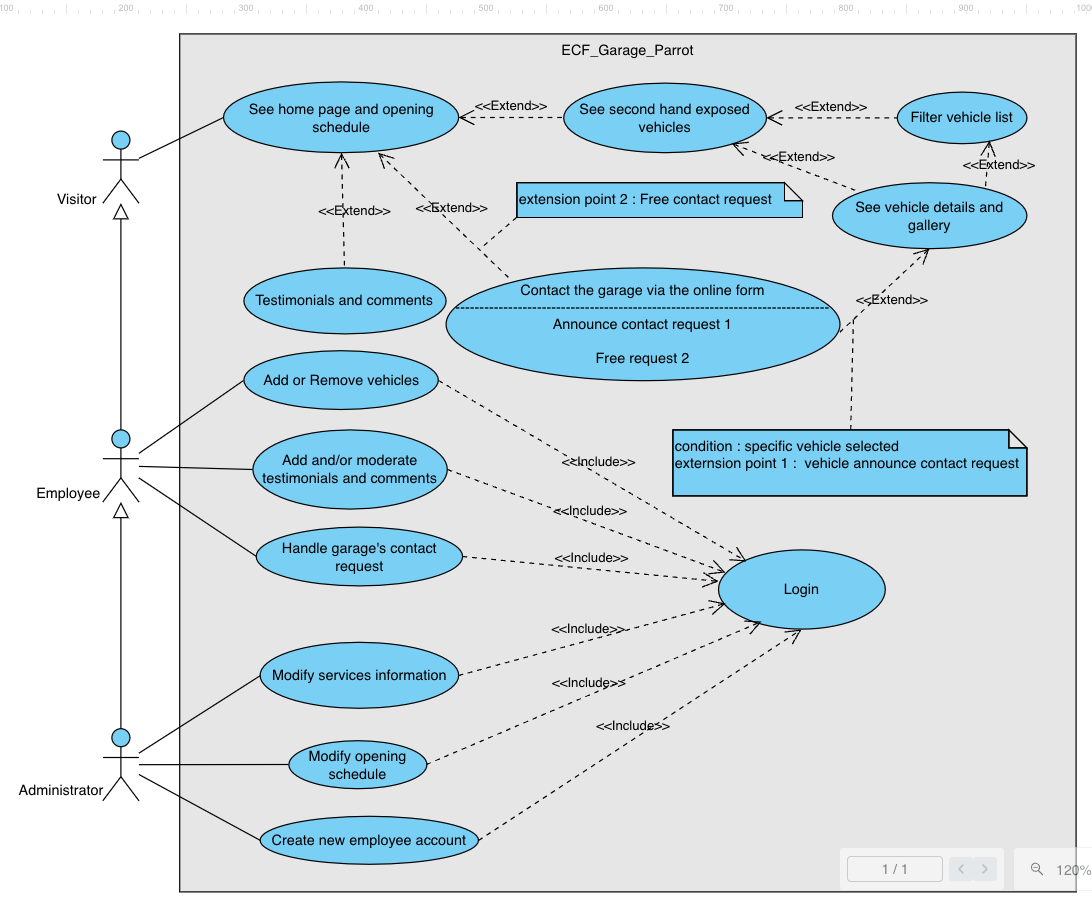 100 200 300 400 500 600 700 800 900 1000
ECF_Garage_Parrot
See home page and opening
schedule
<<Extend>>
See second hand exposed
vehicles
<<Extend>>
Filter vehicle list
Visitor
<<Extend>>
<<Extend>>
extension point 2 : Free contact request
<<Extend>>
<<Extend>>
See vehicle details and
gallery
Testimonials and comments
Contact the garage via the online form
Announce contact request 1
Free request 2
<<Extend>>
Add or Remove vehicles
Employee
Add and/or moderate
testimonials and comments
<<Include>>
condition : specific vehicle selected
externsion point 1 :  vehicle announce contact request
<<Include>>
Handle garage's contact
request
<<Include>>
Login
<<Include>>
Modify services information
<<Include>>
<<Include>>
Modify opening
schedule
Administrator
Create new employee account
1 / 1
120%